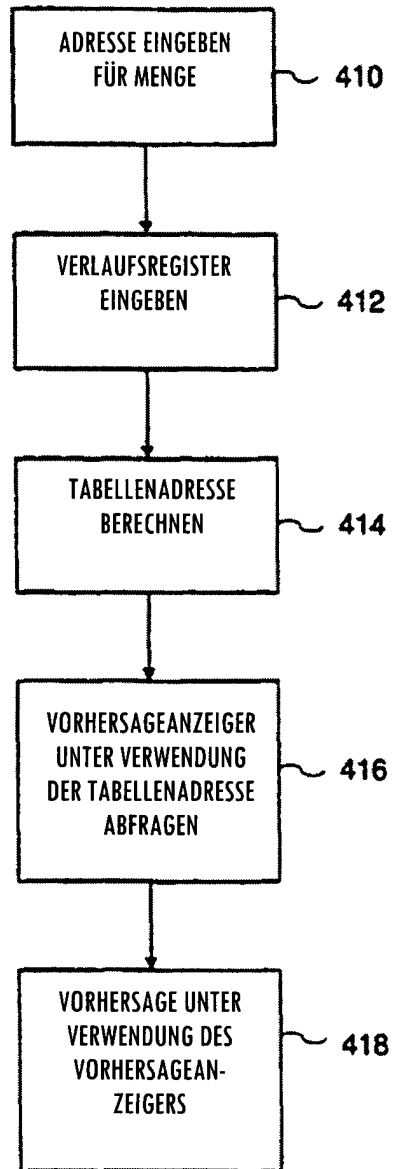 ADRESSE EINGEBEN
FÜR MENGE
410
VERLAUFSREGISTER
EINGEBEN
412
TABELLENADRESSE
BERECHNEN
414
VORHERSAGEANZEIGER
UNTER VERWENDUNG
DER TABELLENADRESSE
ABFRAGEN
416
VORHERSAGE UNTER
VERWENDUNG DES
VORHERSAGEAN-
ZEIGERS
418